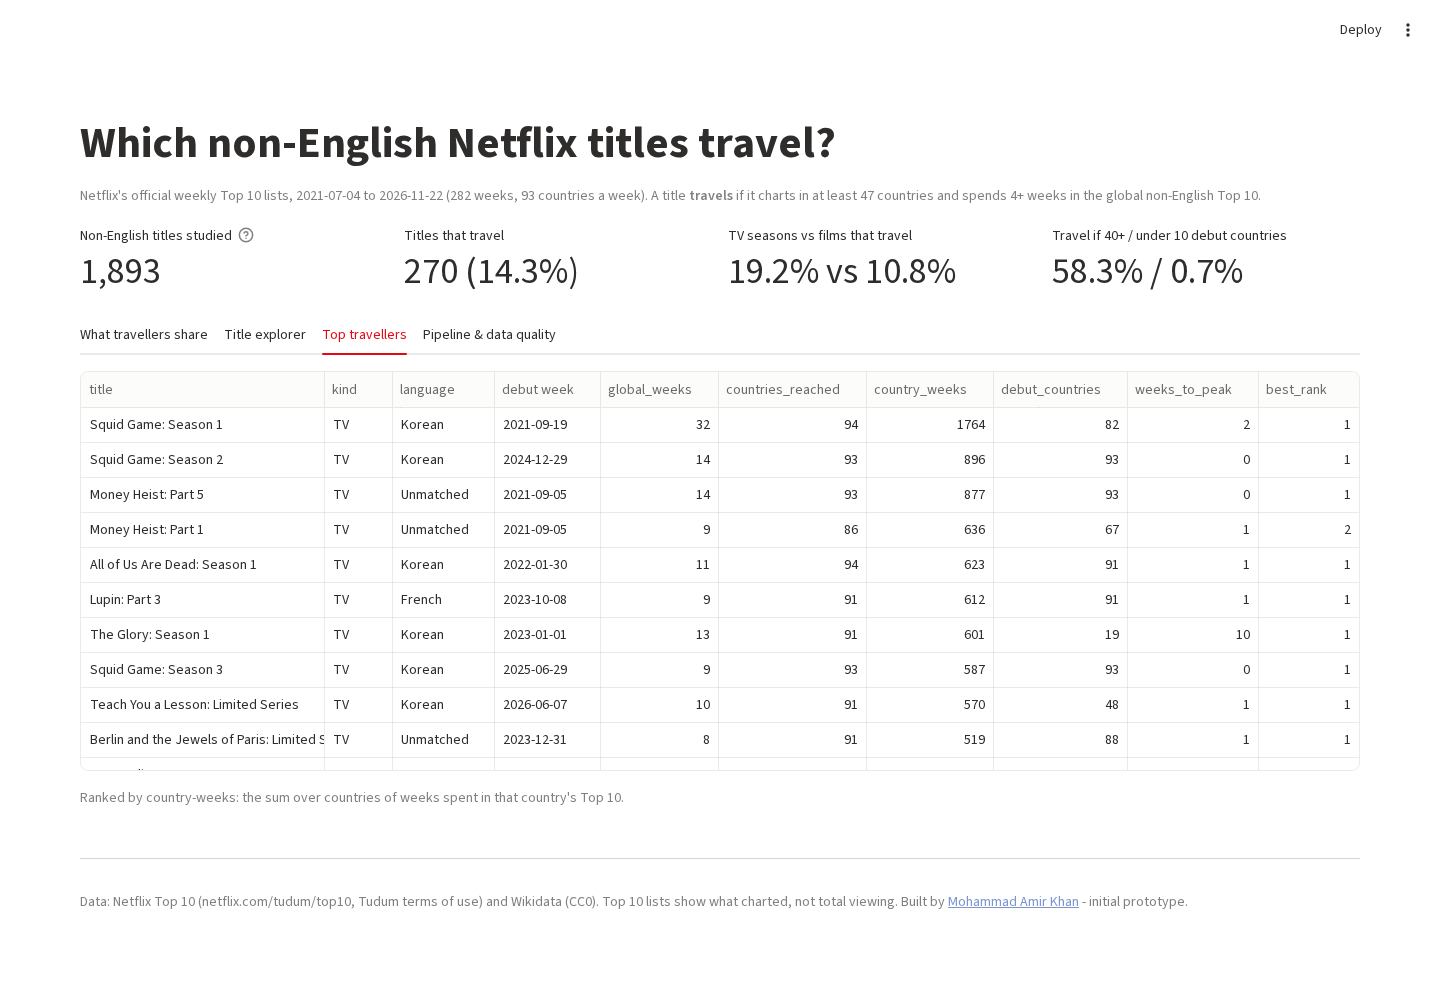 Deploy
Which non-English Netflix titles travel?
Netflix's official weekly Top 10 lists, 2021-07-04 to 2026-11-22 (282 weeks, 93 countries a week). A title travels if it charts in at least 47 countries and spends 4+ weeks in the global non-English Top 10.
Non-English titles studied Titles that travel TV seasons vs films that travel Travel if 40+ / under 10 debut countries
1,893 270 (14.3%) 19.2% vs 10.8% 58.3% / 0.7%
What travellers share Title explorer Top travellers Pipeline & data quality
title kind language debut week global_weeks countries_reached country_weeks debut_countries weeks_to_peak best_rank
Squid Game: Season 1 TV Korean 2021-09-19 32 94 1764 82 2 1
Squid Game: Season 2 TV Korean 2024-12-29 14 93 896 93 0 1
Money Heist: Part 5 TV Unmatched 2021-09-05 14 93 877 93 0 1
Money Heist: Part 1 TV Unmatched 2021-09-05 9 86 636 67 1 2
All of Us Are Dead: Season 1 TV Korean 2022-01-30 11 94 623 91 1 1
Lupin: Part 3 TV French 2023-10-08 9 91 612 91 1 1
The Glory: Season 1 TV Korean 2023-01-01 13 91 601 19 10 1
Squid Game: Season 3 TV Korean 2025-06-29 9 93 587 93 0 1
Teach You a Lesson: Limited Series TV Korean 2026-06-07 10 91 570 48 1 1
Berlin and the Jewels of Paris: Limited S TV Unmatched 2023-12-31 8 91 519 88 1 1
Ranked by country-weeks: the sum over countries of weeks spent in that country's Top 10.
Data: Netflix Top 10 (netflix.com/tudum/top10, Tudum terms of use) and Wikidata (CC0). Top 10 lists show what charted, not total viewing. Built by Mohammad Amir Khan - initial prototype.